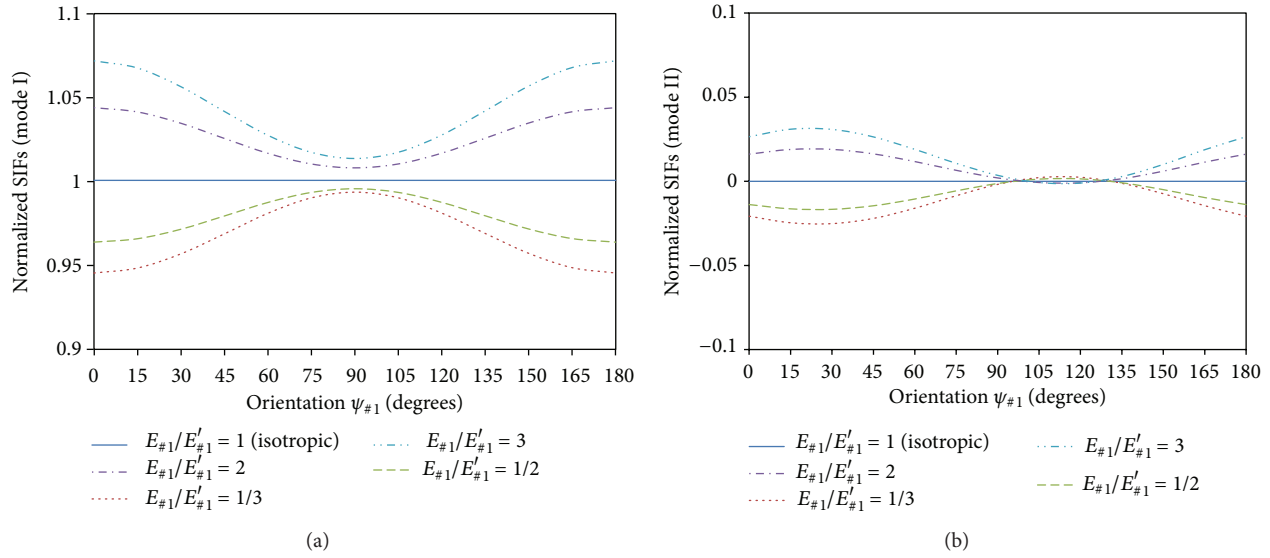 1.1
1.05
1
0.95
0.9
Normalized SIFs (mode I)
0 15 30 45 60 75 90 105 120 135 150 165 180
Orientation ψ#1 (degrees)
E#1/E′#1 = 1 (isotropic)
E#1/E′#1 = 2
E#1/E′#1 = 1/3
E#1/E′#1 = 3
E#1/E′#1 = 1/2
(a)
0.1
0.05
0
−0.05
−0.1
Normalized SIFs (mode II)
0 15 30 45 60 75 90 105 120 135 150 165 180
Orientation ψ#1 (degrees)
E#1/E′#1 = 1 (isotropic)
E#1/E′#1 = 2
E#1/E′#1 = 1/3
E#1/E′#1 = 3
E#1/E′#1 = 1/2
(b)